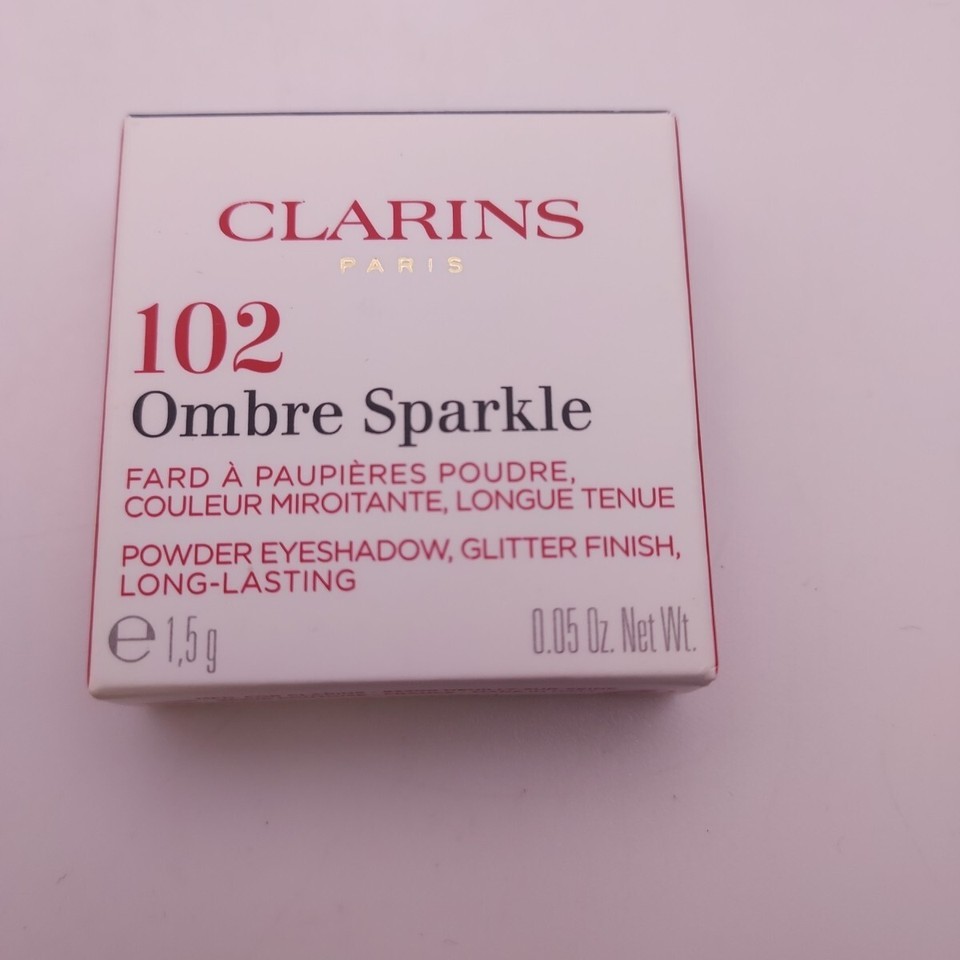 CLARINS
PARIS
102
Ombre Sparkle
FARD À PAUPIÈRES POUDRE,
COULEUR MIROITANTE, LONGUE TENUE
POWDER EYESHADOW, GLITTER FINISH,
LONG-LASTING
℮ 1,5 g 0.05 Oz. Net Wt.